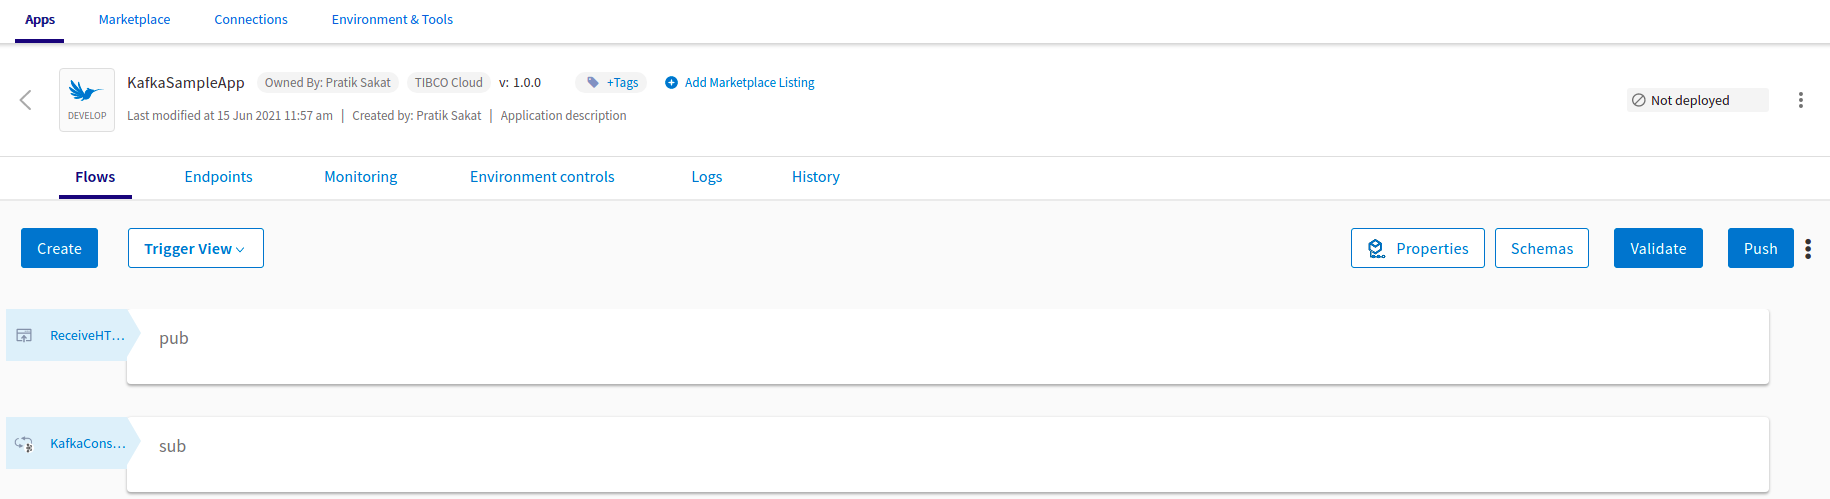 Apps Marketplace Connections Environment & Tools
KafkaSampleApp Owned By: Pratik Sakat TIBCO Cloud v: 1.0.0 +Tags Add Marketplace Listing
DEVELOP
Last modified at 15 Jun 2021 11:57 am | Created by: Pratik Sakat | Application description
Not deployed
Flows Endpoints Monitoring Environment controls Logs History
Create Trigger View Properties Schemas Validate Push
ReceiveHT... pub
KafkaCons... sub